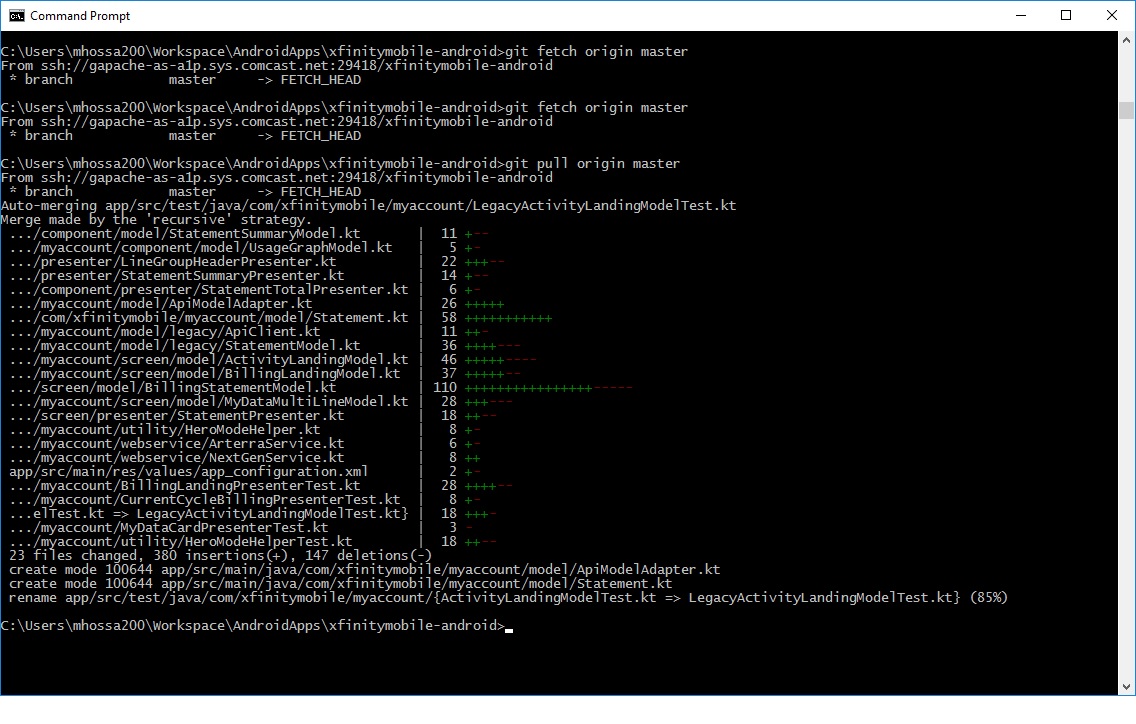 Command Prompt
C:\Users\mhossa200\Workspace\AndroidApps\xfinitymobile-android>git fetch origin master
From ssh://gapache-as-a1p.sys.comcast.net:29418/xfinitymobile-android
 * branch            master     -> FETCH_HEAD
C:\Users\mhossa200\Workspace\AndroidApps\xfinitymobile-android>git fetch origin master
From ssh://gapache-as-a1p.sys.comcast.net:29418/xfinitymobile-android
 * branch            master     -> FETCH_HEAD
C:\Users\mhossa200\Workspace\AndroidApps\xfinitymobile-android>git pull origin master
From ssh://gapache-as-a1p.sys.comcast.net:29418/xfinitymobile-android
 * branch            master     -> FETCH_HEAD
Auto-merging app/src/test/java/com/xfinitymobile/myaccount/LegacyActivityLandingModelTest.kt
Merge made by the 'recursive' strategy.
 .../component/model/StatementSummaryModel.kt       |  11 +--
 .../myaccount/component/model/UsageGraphModel.kt   |   5 +-
 .../presenter/LineGroupHeaderPresenter.kt          |  22 +++--
 .../presenter/StatementSummaryPresenter.kt         |  14 +--
 .../component/presenter/StatementTotalPresenter.kt |   6 +-
 .../myaccount/model/ApiModelAdapter.kt             |  26 +++++
 .../com/xfinitymobile/myaccount/model/Statement.kt |  58 +++++++++++
 .../myaccount/model/legacy/ApiClient.kt            |  11 ++-
 .../myaccount/model/legacy/StatementModel.kt       |  36 ++++---
 .../myaccount/screen/model/ActivityLandingModel.kt |  46 +++++----
 .../myaccount/screen/model/BillingLandingModel.kt  |  37 +++++--
 .../screen/model/BillingStatementModel.kt          | 110 ++++++++++++++++-----
 .../myaccount/screen/model/MyDataMultiLineModel.kt |  28 +++---
 .../screen/presenter/StatementPresenter.kt         |  18 ++--
 .../myaccount/utility/HeroModeHelper.kt            |   8 +-
 .../myaccount/webservice/ArterraService.kt         |   6 +-
 .../myaccount/webservice/NextGenService.kt         |   8 ++
 app/src/main/res/values/app_configuration.xml      |   2 +-
 .../myaccount/BillingLandingPresenterTest.kt       |  28 ++++--
 .../myaccount/CurrentCycleBillingPresenterTest.kt  |   8 +-
 ...elTest.kt => LegacyActivityLandingModelTest.kt} |  18 +++-
 .../myaccount/MyDataCardPresenterTest.kt           |   3 -
 .../myaccount/utility/HeroModeHelperTest.kt        |  18 ++--
 23 files changed, 380 insertions(+), 147 deletions(-)
 create mode 100644 app/src/main/java/com/xfinitymobile/myaccount/model/ApiModelAdapter.kt
 create mode 100644 app/src/main/java/com/xfinitymobile/myaccount/model/Statement.kt
 rename app/src/test/java/com/xfinitymobile/myaccount/{ActivityLandingModelTest.kt => LegacyActivityLandingModelTest.kt} (85%)
C:\Users\mhossa200\Workspace\AndroidApps\xfinitymobile-android>